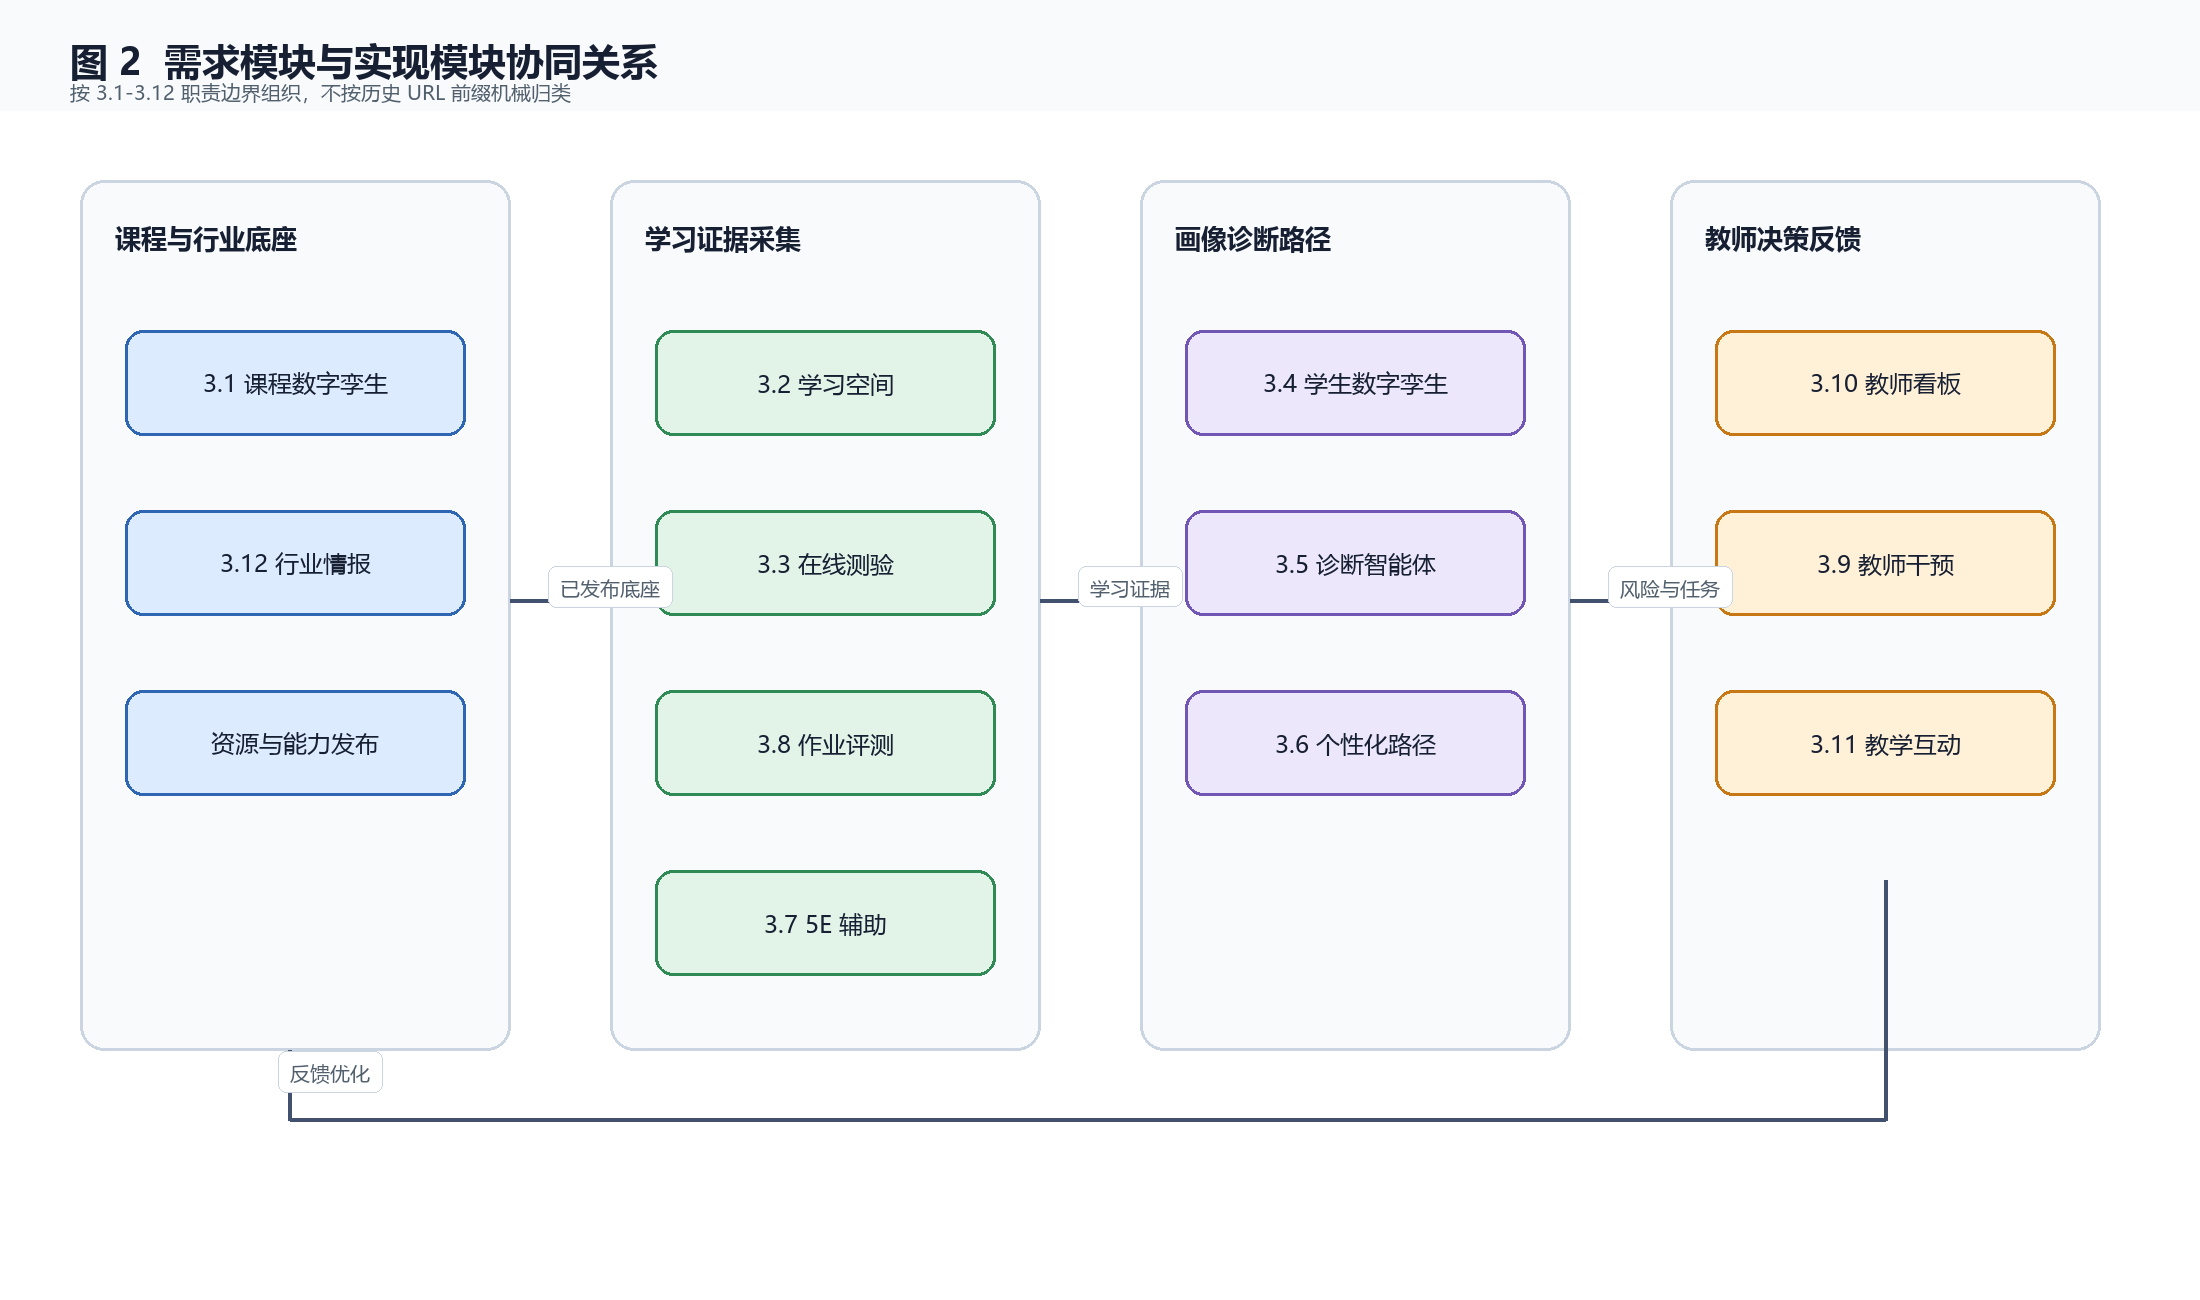 图 2 需求模块与实现模块协同关系
按 3.1-3.12 职责边界组织，不按历史 URL 前缀机械归类
课程与行业底座
3.1 课程数字孪生
3.12 行业情报
资源与能力发布
已发布底座
学习证据采集
3.2 学习空间
3.3 在线测验
3.8 作业评测
3.7 5E 辅助
学习证据
画像诊断路径
3.4 学生数字孪生
3.5 诊断智能体
3.6 个性化路径
风险与任务
教师决策反馈
3.10 教师看板
3.9 教师干预
3.11 教学互动
反馈优化